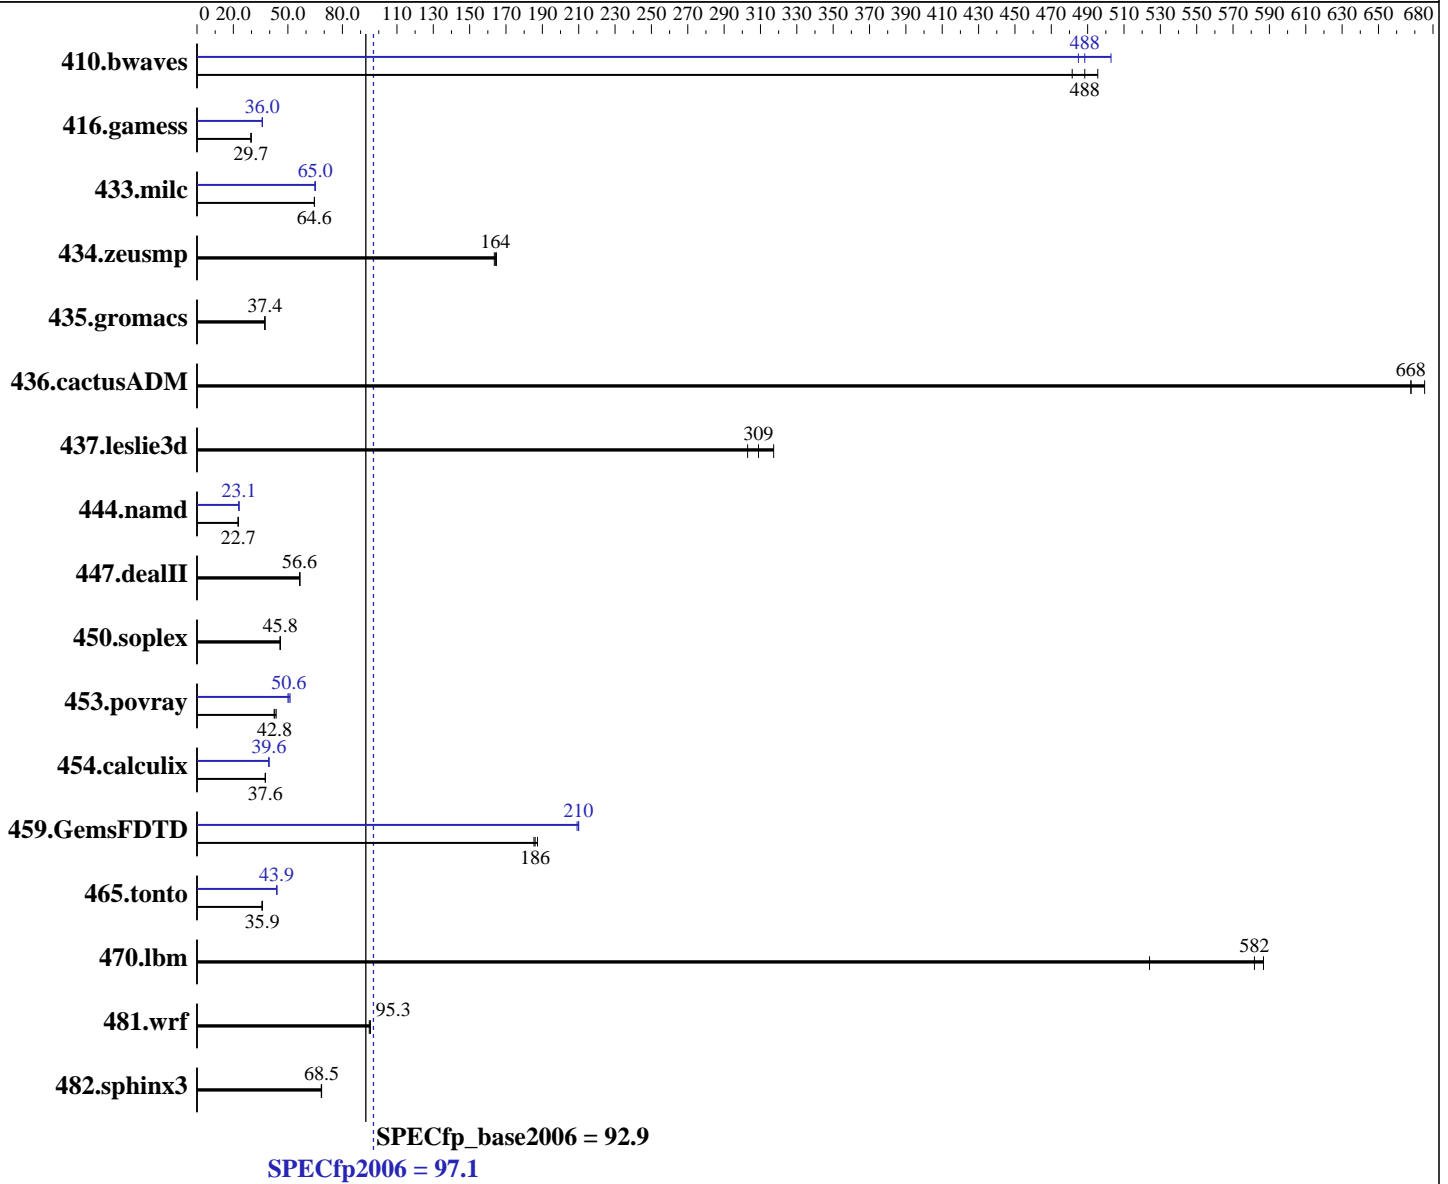 0 20.0 50.0 80.0 110 130 150 170 190 210 230 250 270 290 310 330 350 370 390 410 430 450 470 490 510 530 550 570 590 610 630 650 680
410.bwaves 488
488
416.gamess 36.0
29.7
433.milc 65.0
64.6
434.zeusmp 164
435.gromacs 37.4
436.cactusADM 668
437.leslie3d 309
444.namd 23.1
22.7
447.dealII 56.6
450.soplex 45.8
453.povray 50.6
42.8
454.calculix 39.6
37.6
459.GemsFDTD 210
186
465.tonto 43.9
35.9
470.lbm 582
481.wrf 95.3
482.sphinx3 68.5
SPECfp_base2006 = 92.9
SPECfp2006 = 97.1